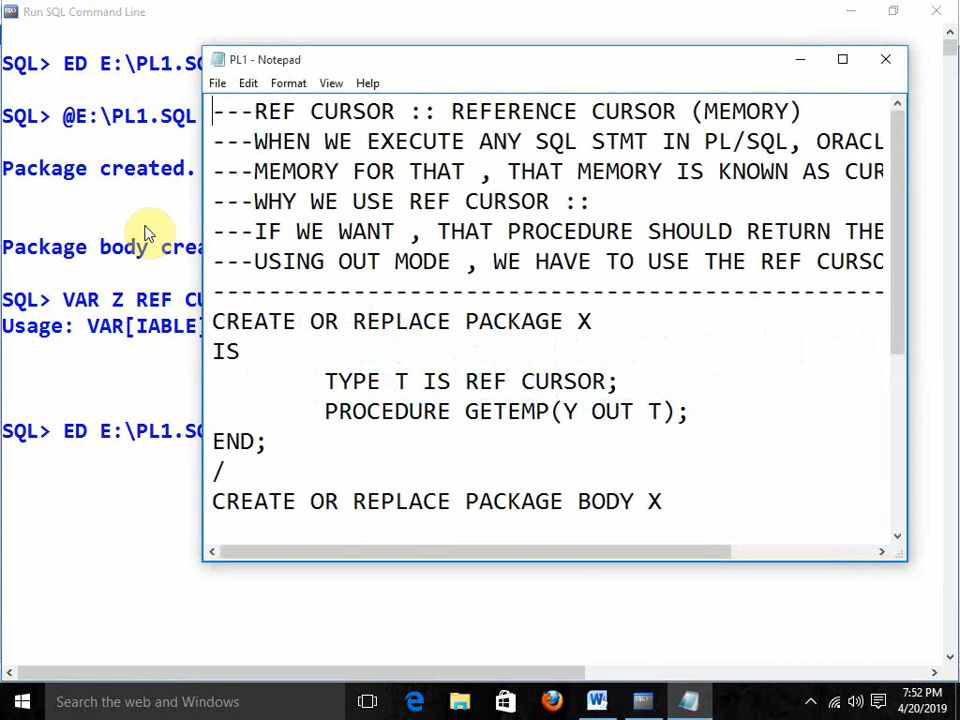 Run SQL Command Line
SQL> ED E:\PL1.SQ
SQL> @E:\PL1.SQL
Package created.
Package body crea
SQL> VAR Z REF CU
Usage: VAR[IABLE]
SQL> ED E:\PL1.SQ
PL1 - Notepad
File Edit Format View Help
---REF CURSOR :: REFERENCE CURSOR (MEMORY)
---WHEN WE EXECUTE ANY SQL STMT IN PL/SQL, ORACL
---MEMORY FOR THAT , THAT MEMORY IS KNOWN AS CUR
---WHY WE USE REF CURSOR ::
---IF WE WANT , THAT PROCEDURE SHOULD RETURN THE
---USING OUT MODE , WE HAVE TO USE THE REF CURSO
------------------------------------------------
CREATE OR REPLACE PACKAGE X
IS
TYPE T IS REF CURSOR;
PROCEDURE GETEMP(Y OUT T);
END;
/
CREATE OR REPLACE PACKAGE BODY X
Search the web and Windows
7:52 PM
4/20/2019